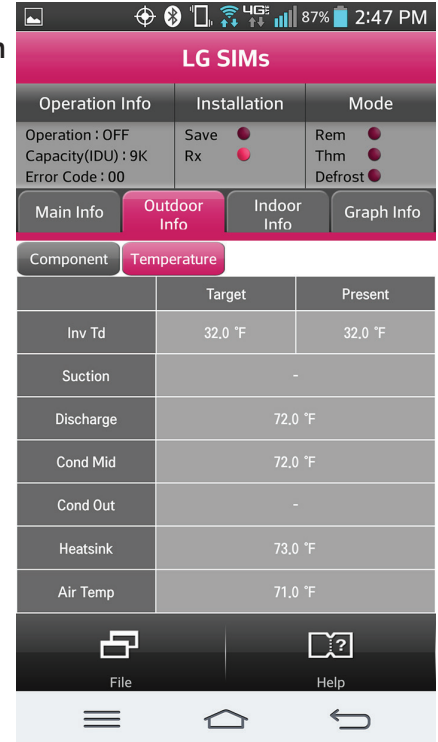 4G 87% 2:47 PM
n
LG SIMs
Operation Info Installation Mode
Operation : OFF Save Rem
Capacity(IDU) : 9K Rx Thm
Error Code : 00 Defrost
Main Info Outdoor Info Indoor Info Graph Info
Component Temperature
Target Present
Inv Td 32,0 °F 32,0 °F
Suction -
Discharge 72,0 °F
Cond Mid 72,0 °F
Cond Out -
Heatsink 73,0 °F
Air Temp 71,0 °F
?
File Help